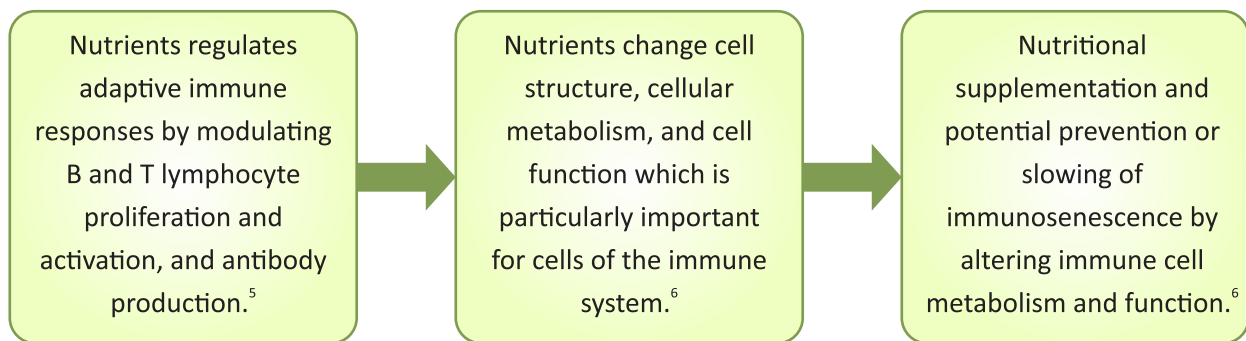 Nutrients regulates
adaptive immune
responses by modulating
B and T lymphocyte
proliferation and
activation, and antibody
production.⁵
Nutrients change cell
structure, cellular
metabolism, and cell
function which is
particularly important
for cells of the immune
system.⁶
Nutritional
supplementation and
potential prevention or
slowing of
immunosenescence by
altering immune cell
metabolism and function.⁶